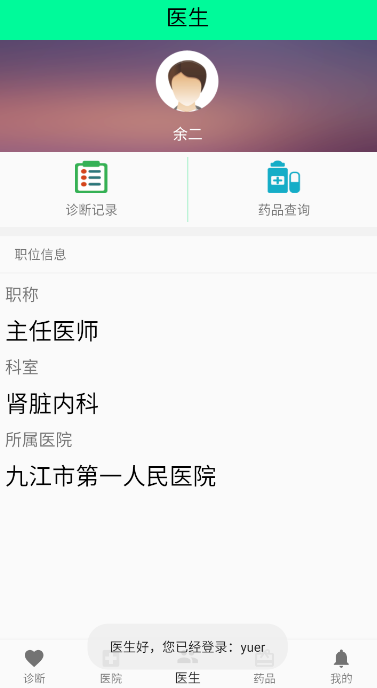 医生
余二
诊断记录
药品查询
职位信息
职称
主任医师
科室
肾脏内科
所属医院
九江市第一人民医院
医生好，您已经登录：yuer
诊断
医院
医生
药品
我的